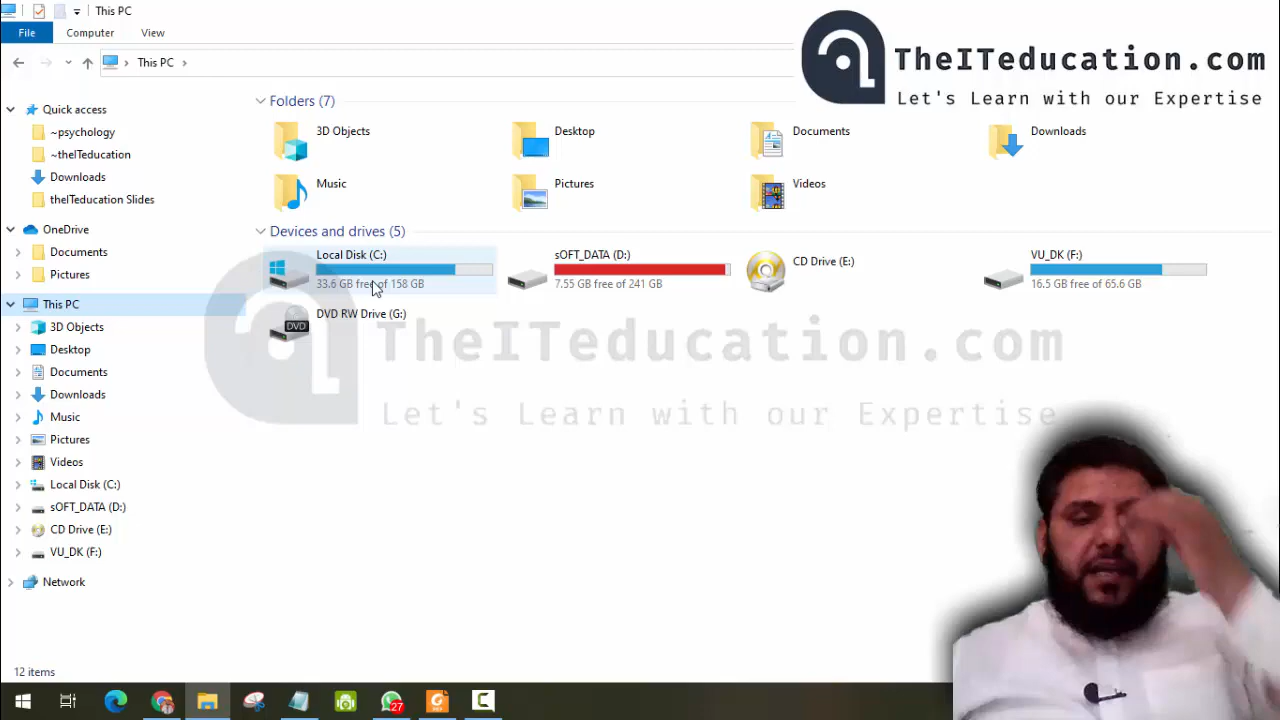 This PC
File
Computer
View
This PC
TheITeducation.com
Let's Learn with our Expertise
Quick access
~psychology
~theITeducation
Downloads
theITeducation Slides
OneDrive
Documents
Pictures
This PC
3D Objects
Desktop
Documents
Downloads
Music
Pictures
Videos
Local Disk (C:)
sOFT_DATA (D:)
CD Drive (E:)
VU_DK (F:)
Network
Folders (7)
3D Objects
Desktop
Documents
Downloads
Music
Pictures
Videos
Devices and drives (5)
Local Disk (C:)
33.6 GB free of 158 GB
sOFT_DATA (D:)
7.55 GB free of 241 GB
CD Drive (E:)
VU_DK (F:)
16.5 GB free of 65.6 GB
DVD RW Drive (G:)
DVD
TheITeducation.com
Let's Learn with our Expertise
12 items
27